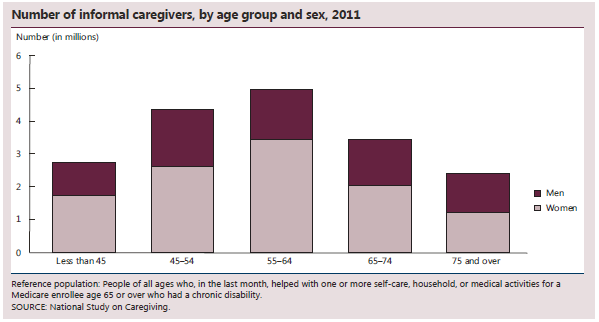 Number of informal caregivers, by age group and sex, 2011
Number (in millions)
6
5
4
3
2
1
0
Less than 45
45–54
55–64
65–74
75 and over
Men
Women
Reference population: People of all ages who, in the last month, helped with one or more self-care, household, or medical activities for a
Medicare enrollee age 65 or over who had a chronic disability.
SOURCE: National Study on Caregiving.